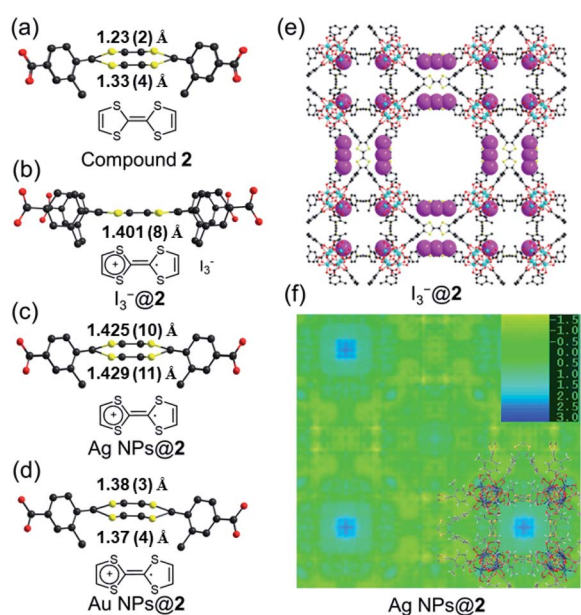 (a)
1.23 (2) Å
1.33 (4) Å
S S
S S
Compound 2
(b)
1.401 (8) Å
S S
+ ·
S S
I₃⁻
I₃⁻@2
(c)
1.425 (10) Å
1.429 (11) Å
S S
+ ·
S S
Ag NPs@2
(d)
1.38 (3) Å
1.37 (4) Å
S S
+ ·
S S
Au NPs@2
(e)
I₃⁻@2
(f)
-1.5
-1.0
-0.5
0.0
0.5
1.0
1.5
2.0
2.5
3.0
Ag NPs@2